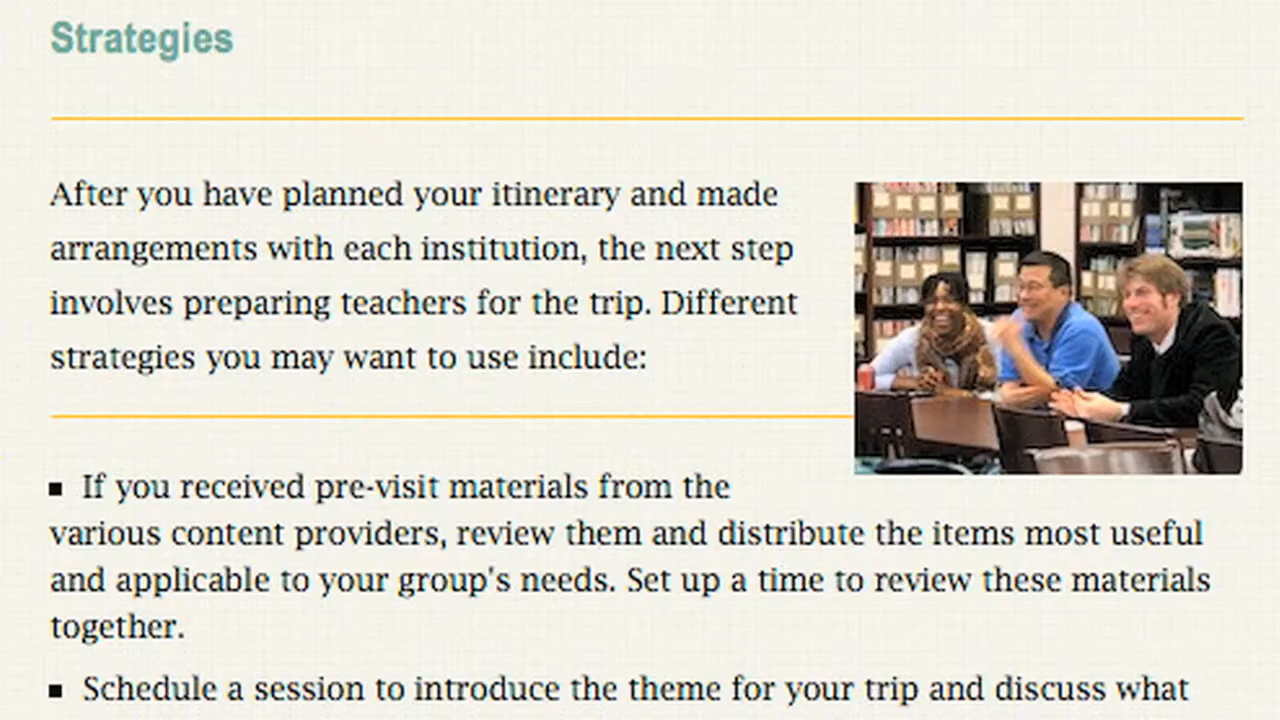 Strategies
After you have planned your itinerary and made
arrangements with each institution, the next step
involves preparing teachers for the trip. Different
strategies you may want to use include:
▪ If you received pre-visit materials from the
various content providers, review them and distribute the items most useful
and applicable to your group's needs. Set up a time to review these materials
together.
▪ Schedule a session to introduce the theme for your trip and discuss what